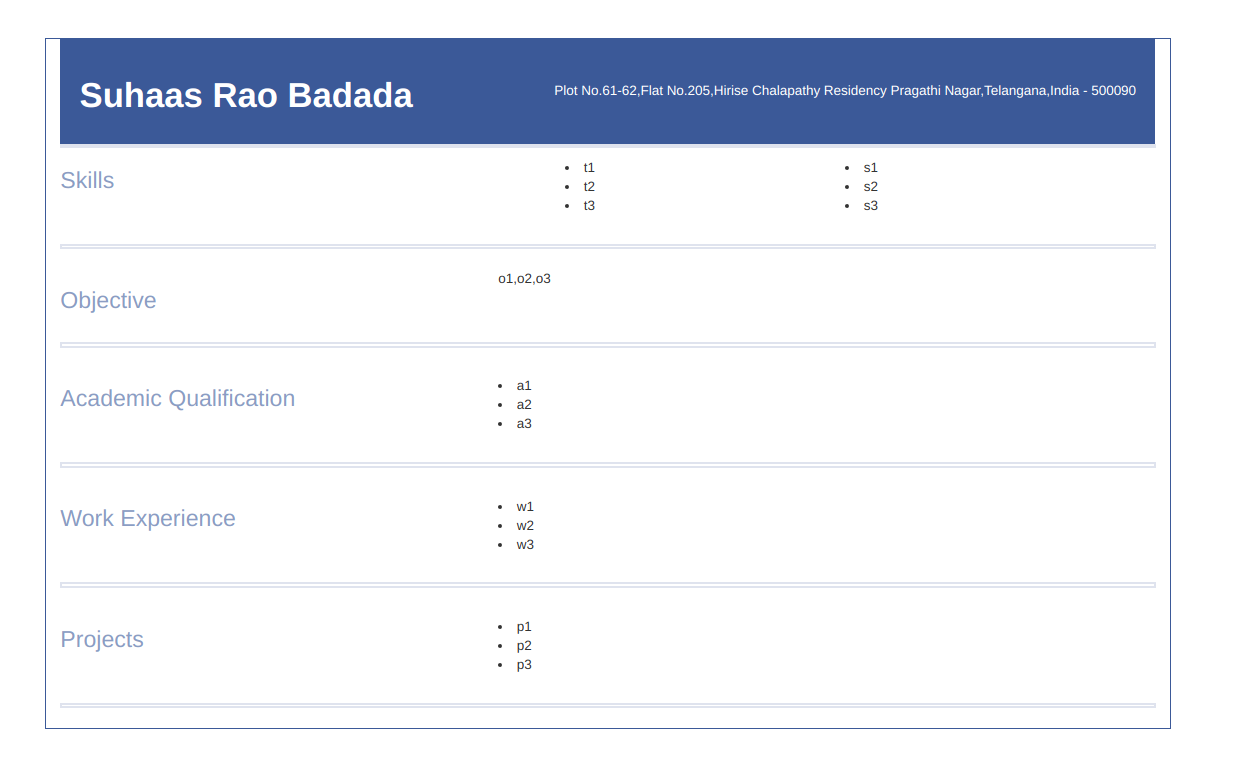 Suhaas Rao Badada
Plot No.61-62,Flat No.205,Hirise Chalapathy Residency Pragathi Nagar,Telangana,India - 500090
Skills
• t1
• t2
• t3
• s1
• s2
• s3
Objective
o1,o2,o3
Academic Qualification
• a1
• a2
• a3
Work Experience
• w1
• w2
• w3
Projects
• p1
• p2
• p3